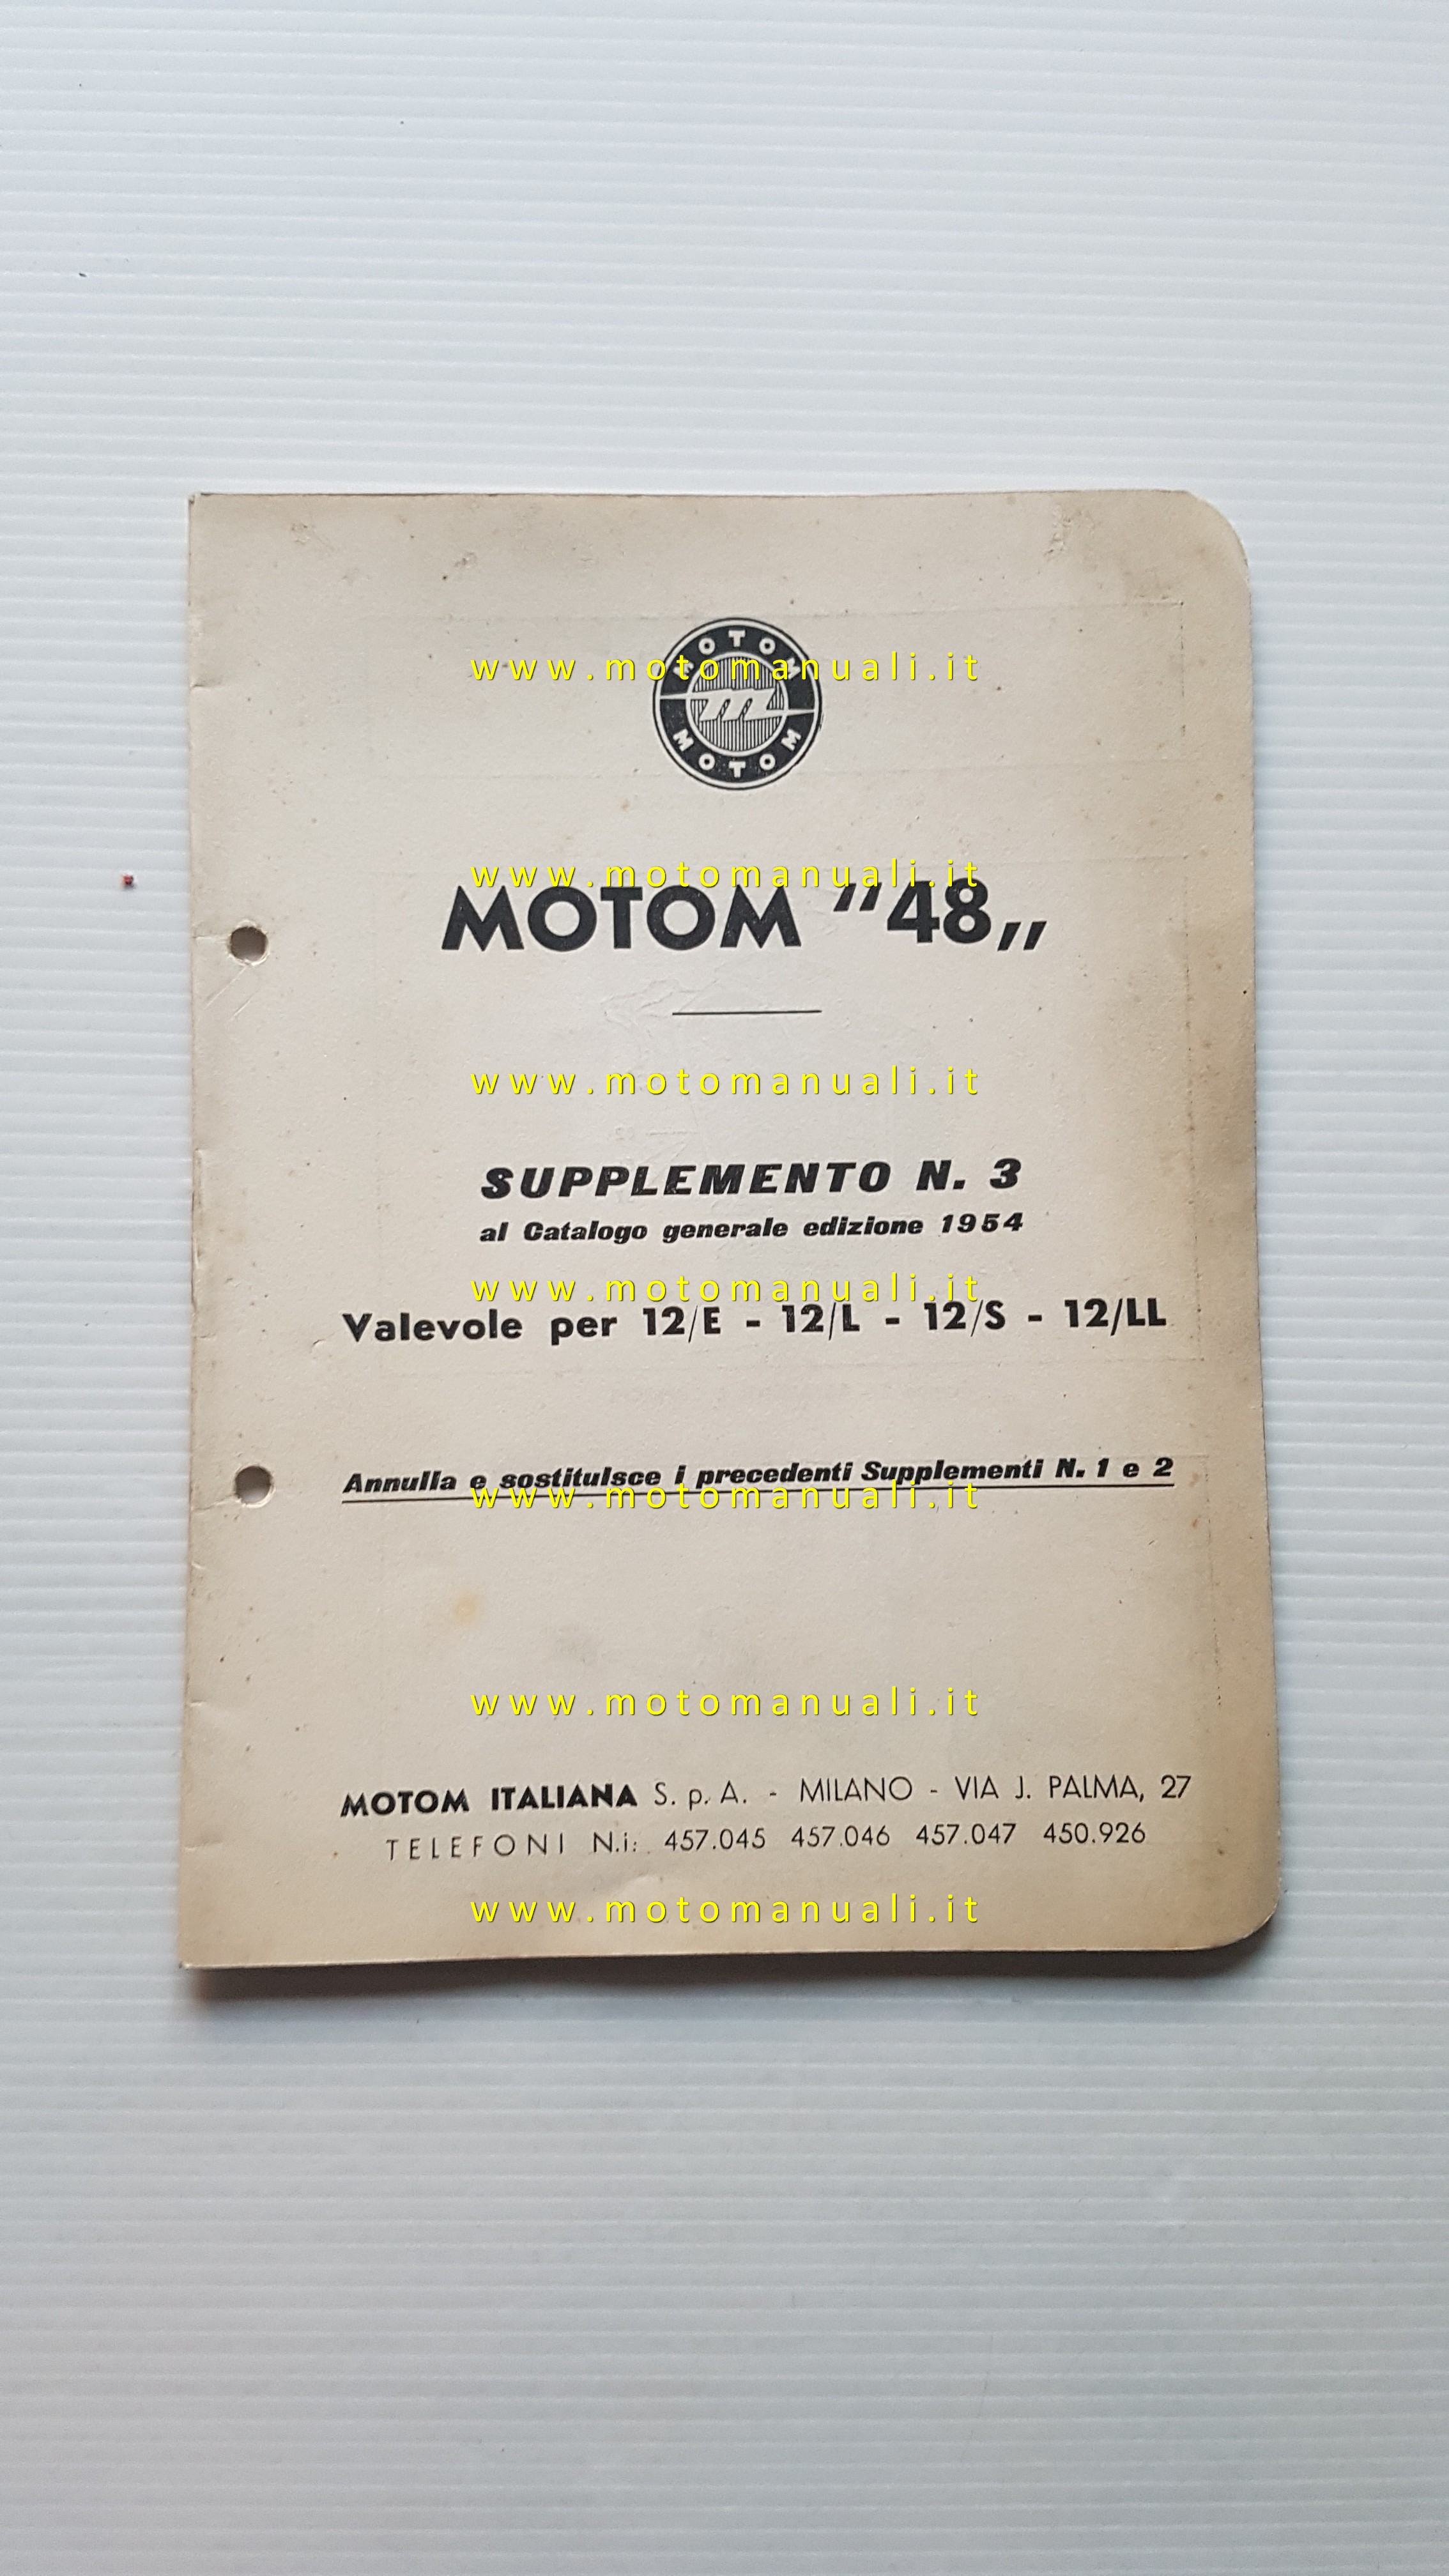 MOTOM
www.motomanuali.it
m
MOTOM
www.motomanuali.it
MOTOM "48„
www.motomanuali.it
SUPPLEMENTO N. 3
al Catalogo generale edizione 1954
www.motomanuali.it
Valevole per 12/E - 12/L - 12/S - 12/LL
Annulla e sostituisce i precedenti Supplementi N. 1 e 2
www.motomanuali.it
www.motomanuali.it
MOTOM ITALIANA S. p. A. - MILANO - VIA J. PALMA, 27
TELEFONI N.i: 457.045 457.046 457.047 450.926
www.motomanuali.it